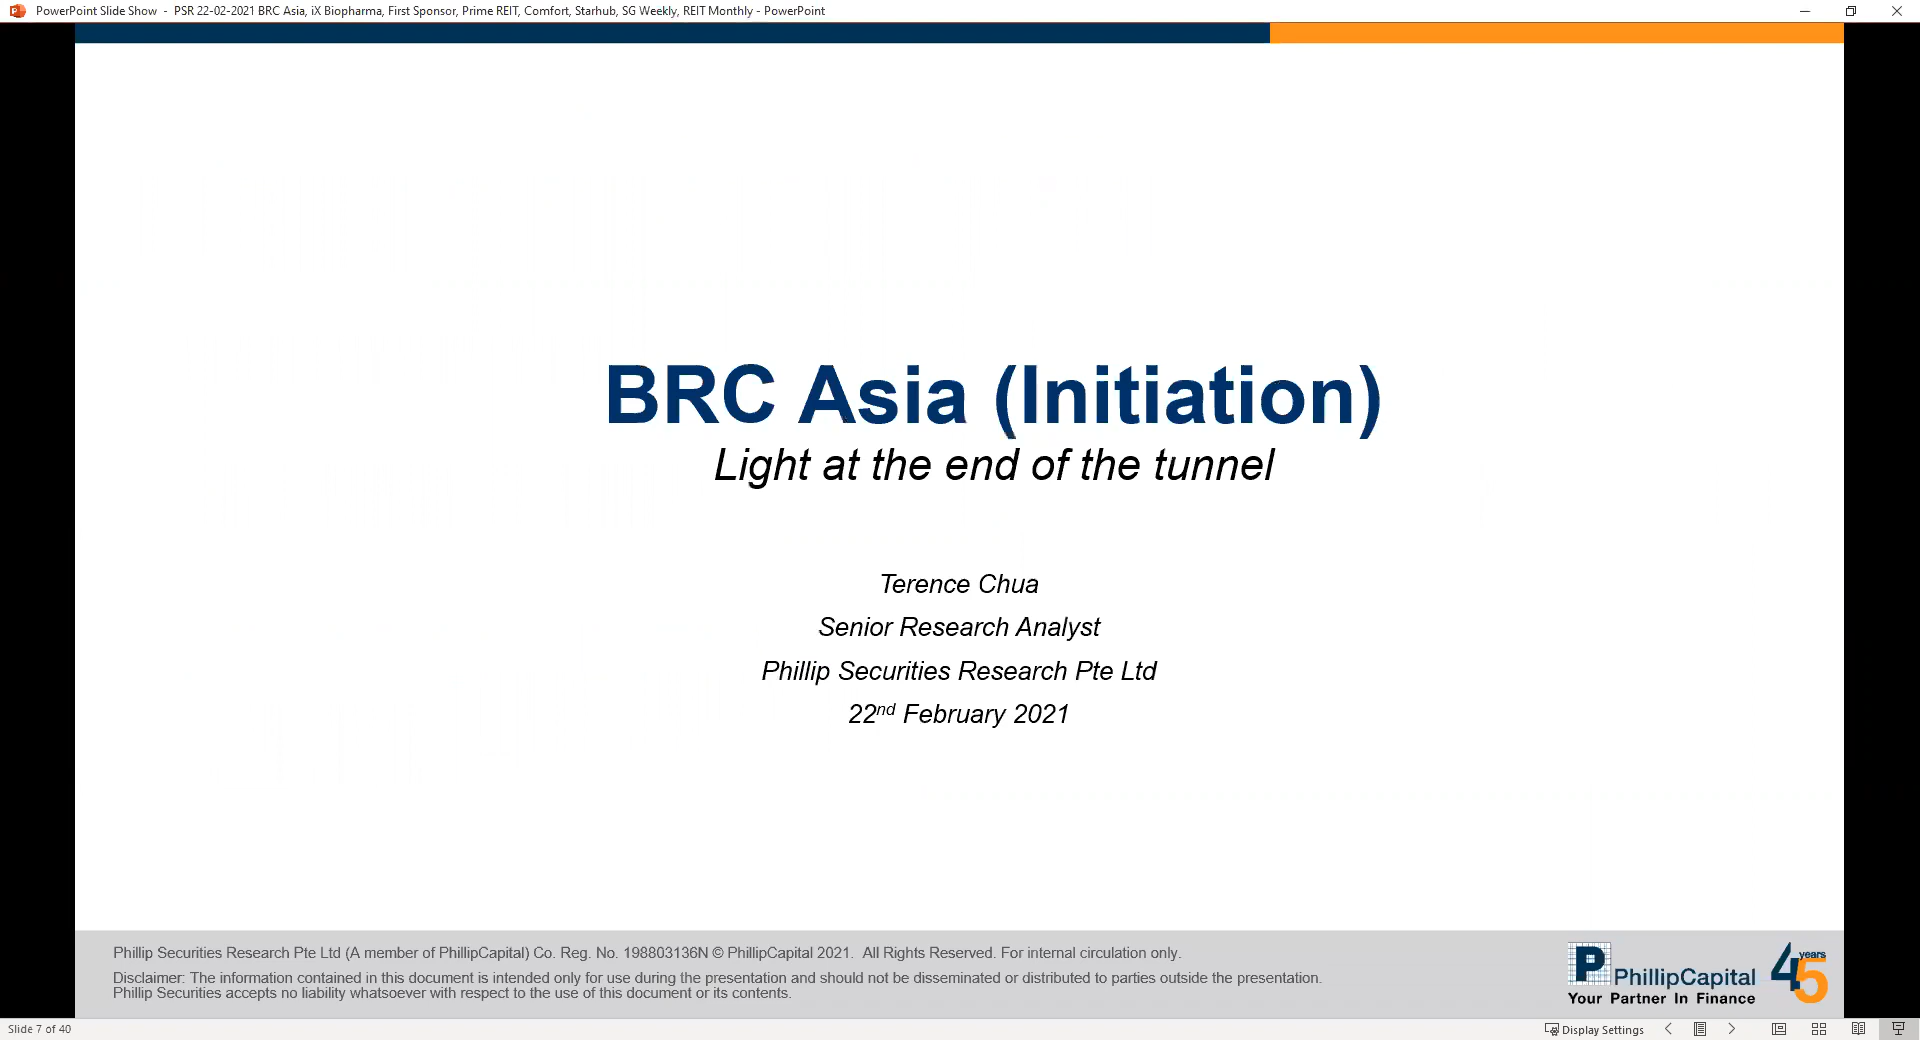 PowerPoint Slide Show - PSR 22-02-2021 BRC Asia, iX Biopharma, First Sponsor, Prime REIT, Comfort, Starhub, SG Weekly, REIT Monthly - PowerPoint
BRC Asia (Initiation)
Light at the end of the tunnel
Terence Chua
Senior Research Analyst
Phillip Securities Research Pte Ltd
22nd February 2021
Phillip Securities Research Pte Ltd (A member of PhillipCapital) Co. Reg. No. 198803136N © PhillipCapital 2021. All Rights Reserved. For internal circulation only.
Disclaimer: The information contained in this document is intended only for use during the presentation and should not be disseminated or distributed to parties outside the presentation.
Phillip Securities accepts no liability whatsoever with respect to the use of this document or its contents.
P PhillipCapital
Your Partner In Finance
45 years
Slide 7 of 40
Display Settings